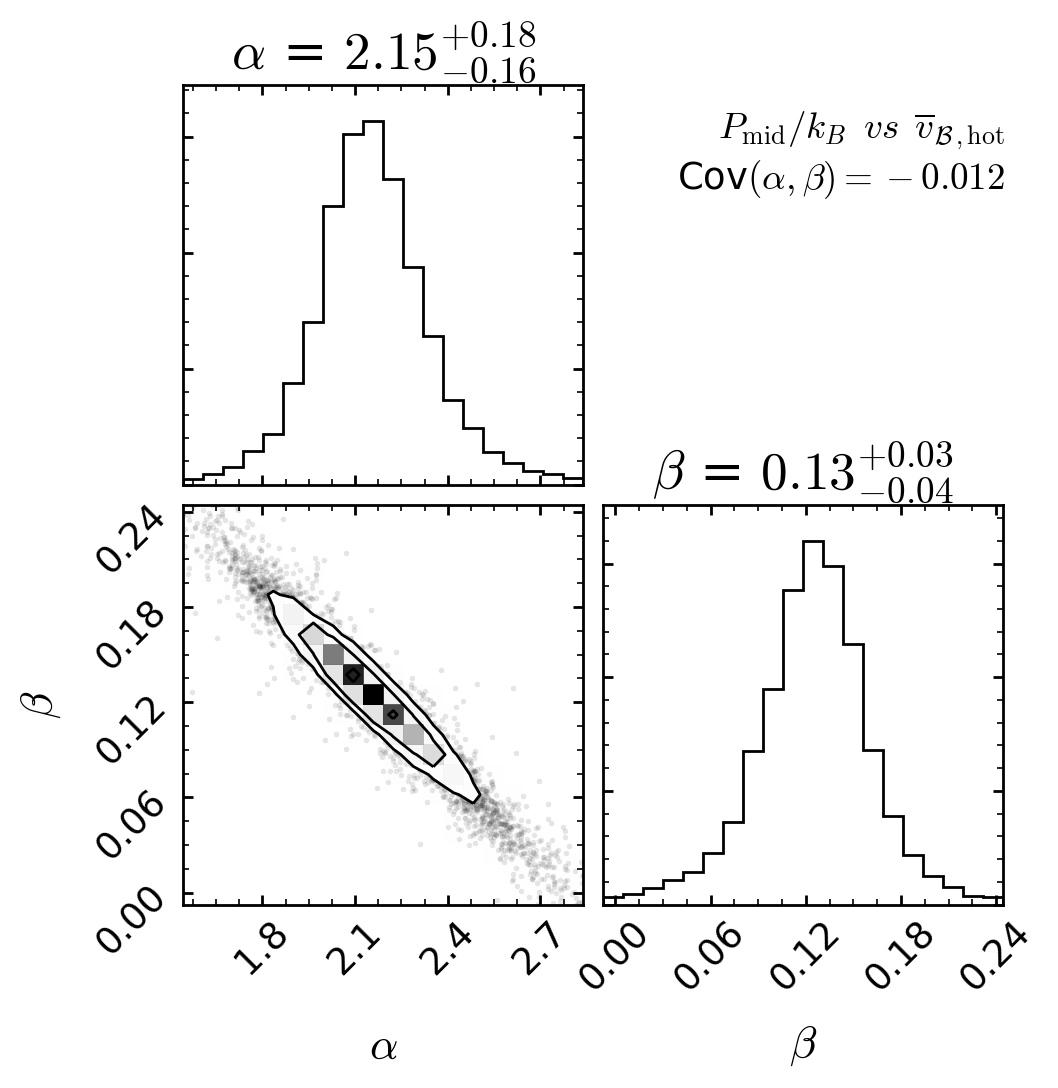 α = 2.15+0.18−0.16
P_mid/k_B vs v̅_ℬ,hot
Cov(α, β) = −0.012
β = 0.13+0.03−0.04
0.24
0.18
0.12
0.06
0.00
β
1.8 2.1 2.4 2.7
0.00 0.06 0.12 0.18 0.24
α β